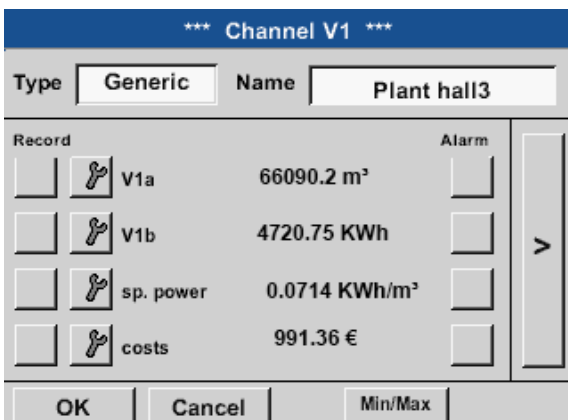 *** Channel V1 ***
Type Generic Name Plant hall3
Record Alarm
V1a 66090.2 m³
V1b 4720.75 KWh
>
sp. power 0.0714 KWh/m³
costs 991.36 €
OK Cancel Min/Max